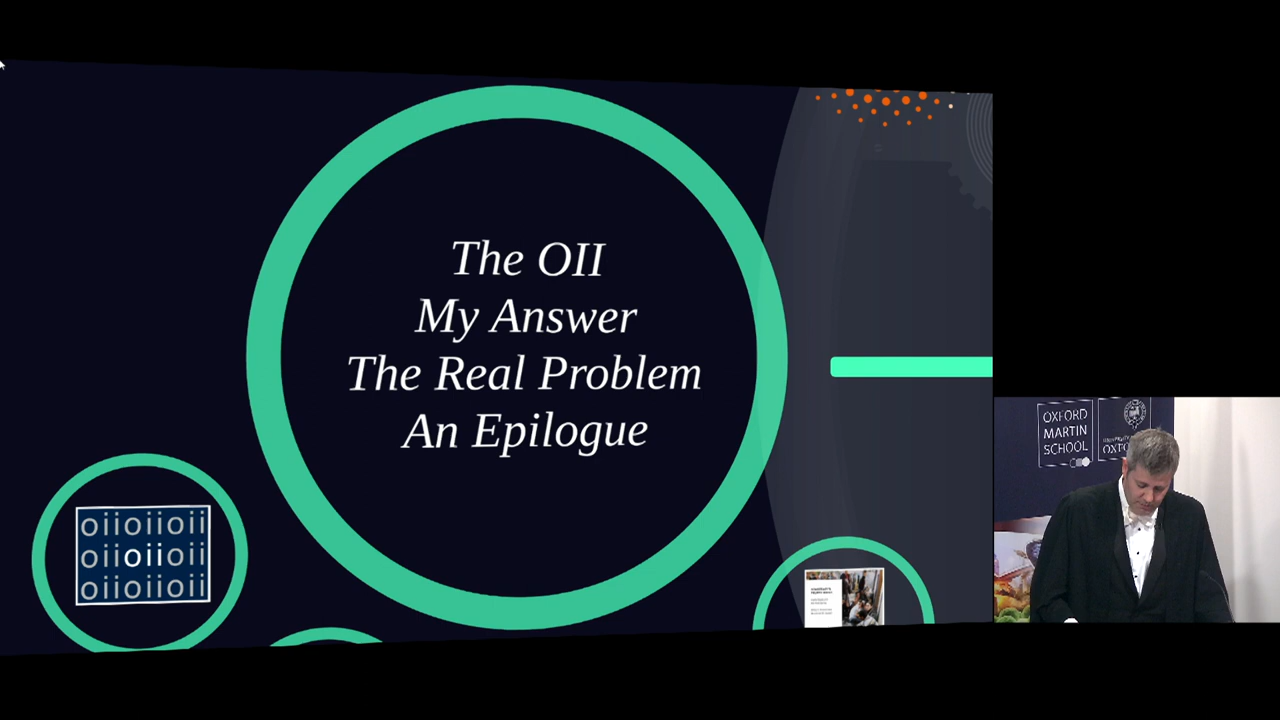 The OII
My Answer
The Real Problem
An Epilogue
oiioiioii
oiioiioii
oiioiioii
OXFORD
MARTIN
SCHOOL